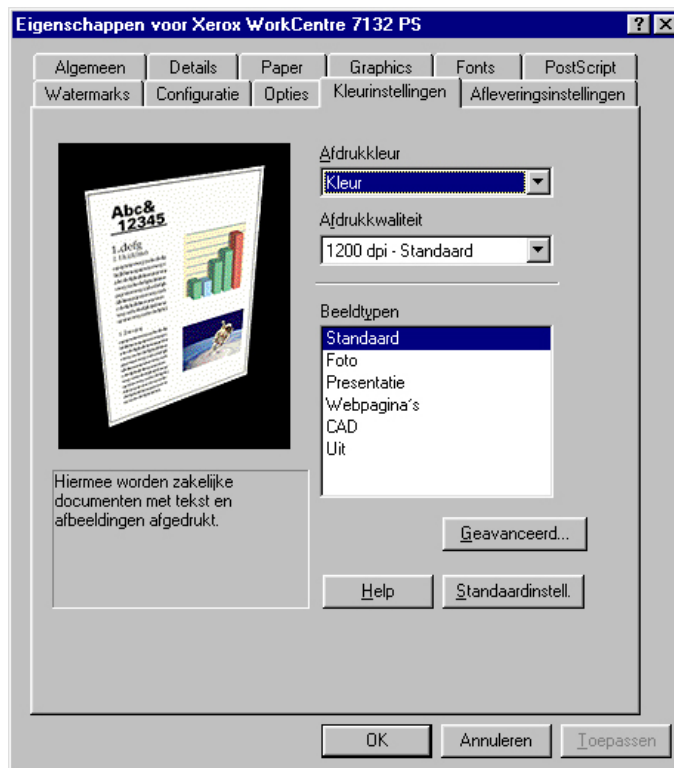 Eigenschappen voor Xerox WorkCentre 7132 PS
Algemeen Details Paper Graphics Fonts PostScript
Watermarks Configuratie Opties Kleurinstellingen Afleveringsinstellingen
Afdrukkleur
Kleur
Afdrukkwaliteit
1200 dpi - Standaard
Beeldtypen
Standaard
Foto
Presentatie
Webpagina's
CAD
Uit
Abc&
12345
1.defg
Hiermee worden zakelijke
documenten met tekst en
afbeeldingen afgedrukt.
Geavanceerd...
Help Standaardinstell.
OK Annuleren Toepassen